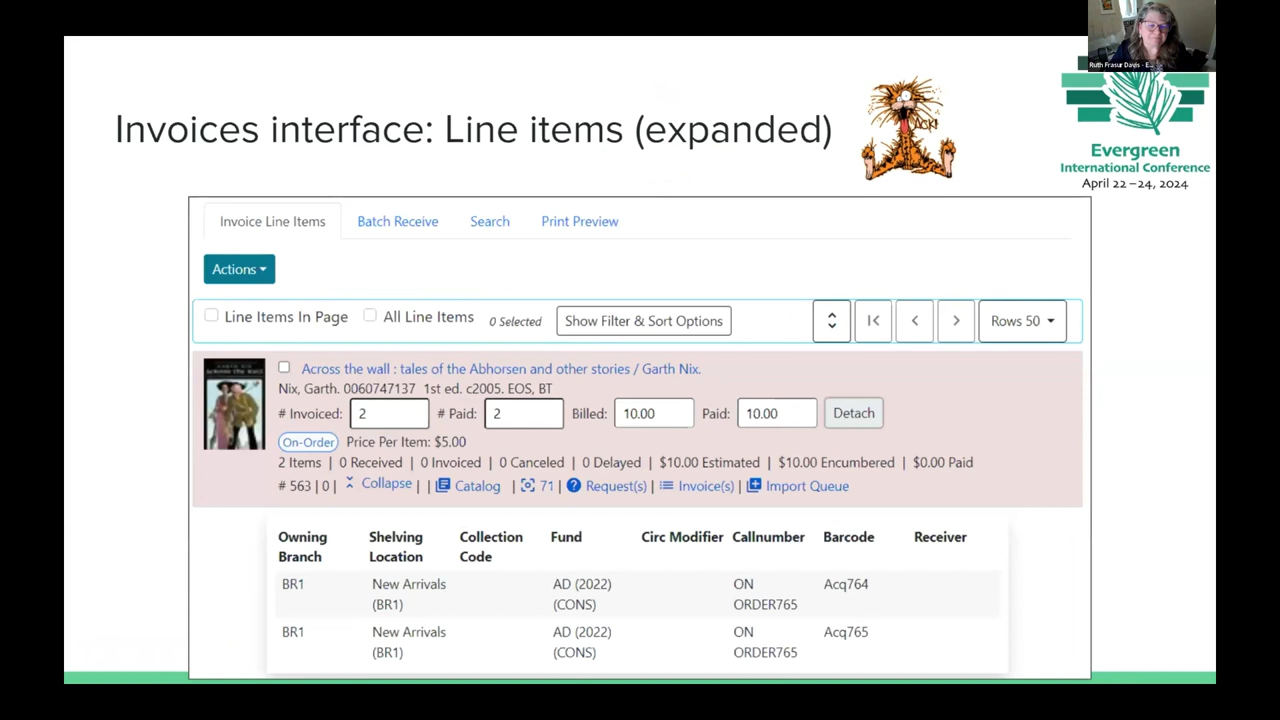 Ruth Frasur Davis - E...
Invoices interface: Line items (expanded)
ACK!
Evergreen
International Conference
April 22–24, 2024
Invoice Line Items Batch Receive Search Print Preview
Actions
Line Items In Page All Line Items 0 Selected Show Filter & Sort Options Rows 50
Across the wall : tales of the Abhorsen and other stories / Garth Nix.
Nix, Garth. 0060747137 1st ed. c2005. EOS, BT
# Invoiced: 2 # Paid: 2 Billed: 10.00 Paid: 10.00 Detach
On-Order Price Per Item: $5.00
2 Items | 0 Received | 0 Invoiced | 0 Canceled | 0 Delayed | $10.00 Estimated | $10.00 Encumbered | $0.00 Paid
# 563 | 0 | Collapse | | Catalog | 71 | Request(s) | Invoice(s) | Import Queue
Owning Branch Shelving Location Collection Code Fund Circ Modifier Callnumber Barcode Receiver
BR1 New Arrivals (BR1) AD (2022) (CONS) ON ORDER765 Acq764
BR1 New Arrivals (BR1) AD (2022) (CONS) ON ORDER765 Acq765